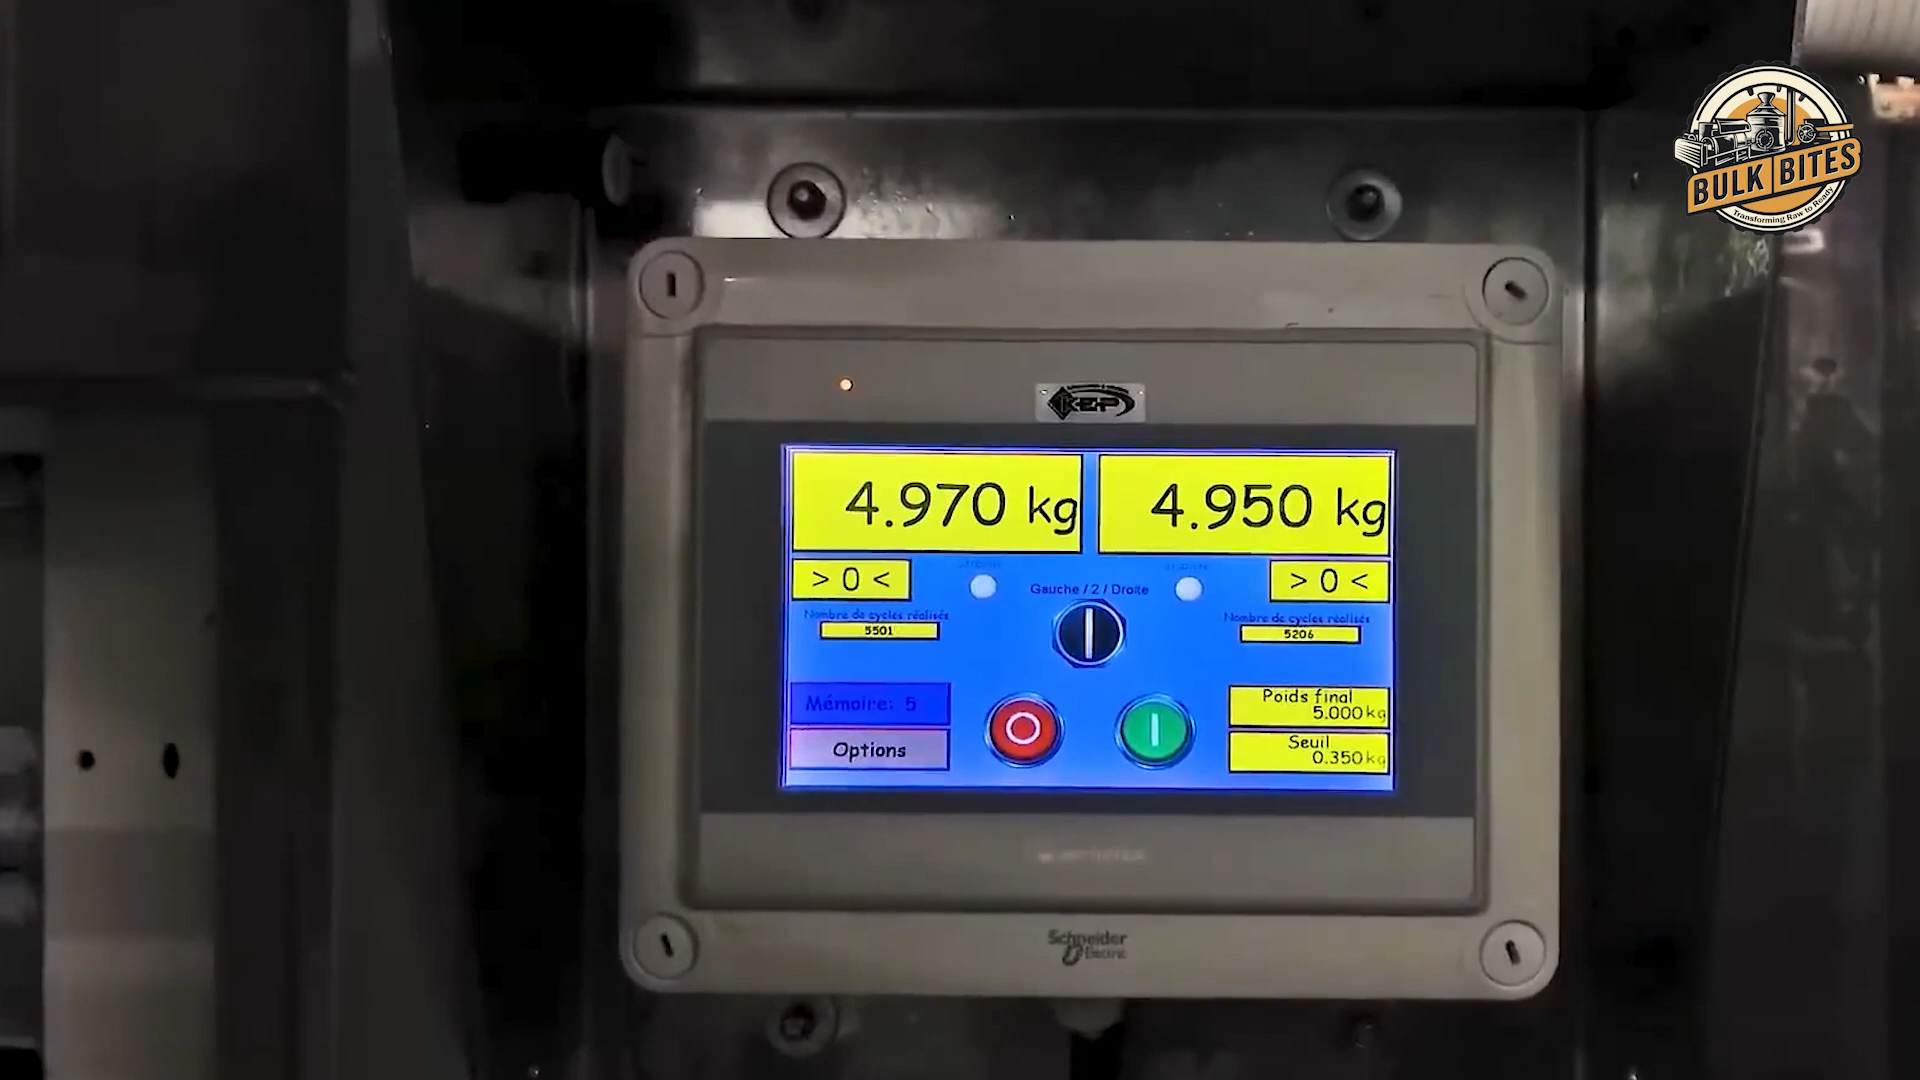 BULK BITES
Transforming Raw to Ready
KEP
4.970 kg
4.950 kg
> 0 <
> 0 <
Gauche / 2 / Droite
Nombre de cycles réalisés
5501
Nombre de cycles réalisés
5206
Mémoire: 5
Options
Poids final
5.000 kg
Seuil
0.350 kg
Schneider
Electric